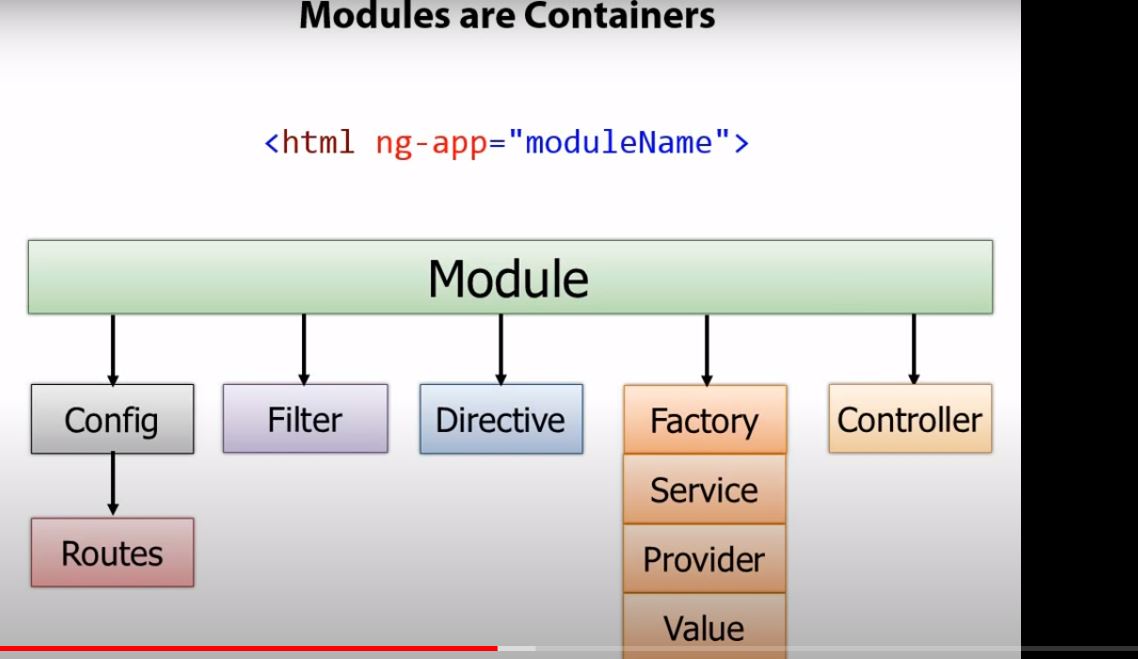 Modules are Containers
<html ng-app="moduleName">
Module
Config
Filter
Directive
Factory
Controller
Service
Routes
Provider
Value